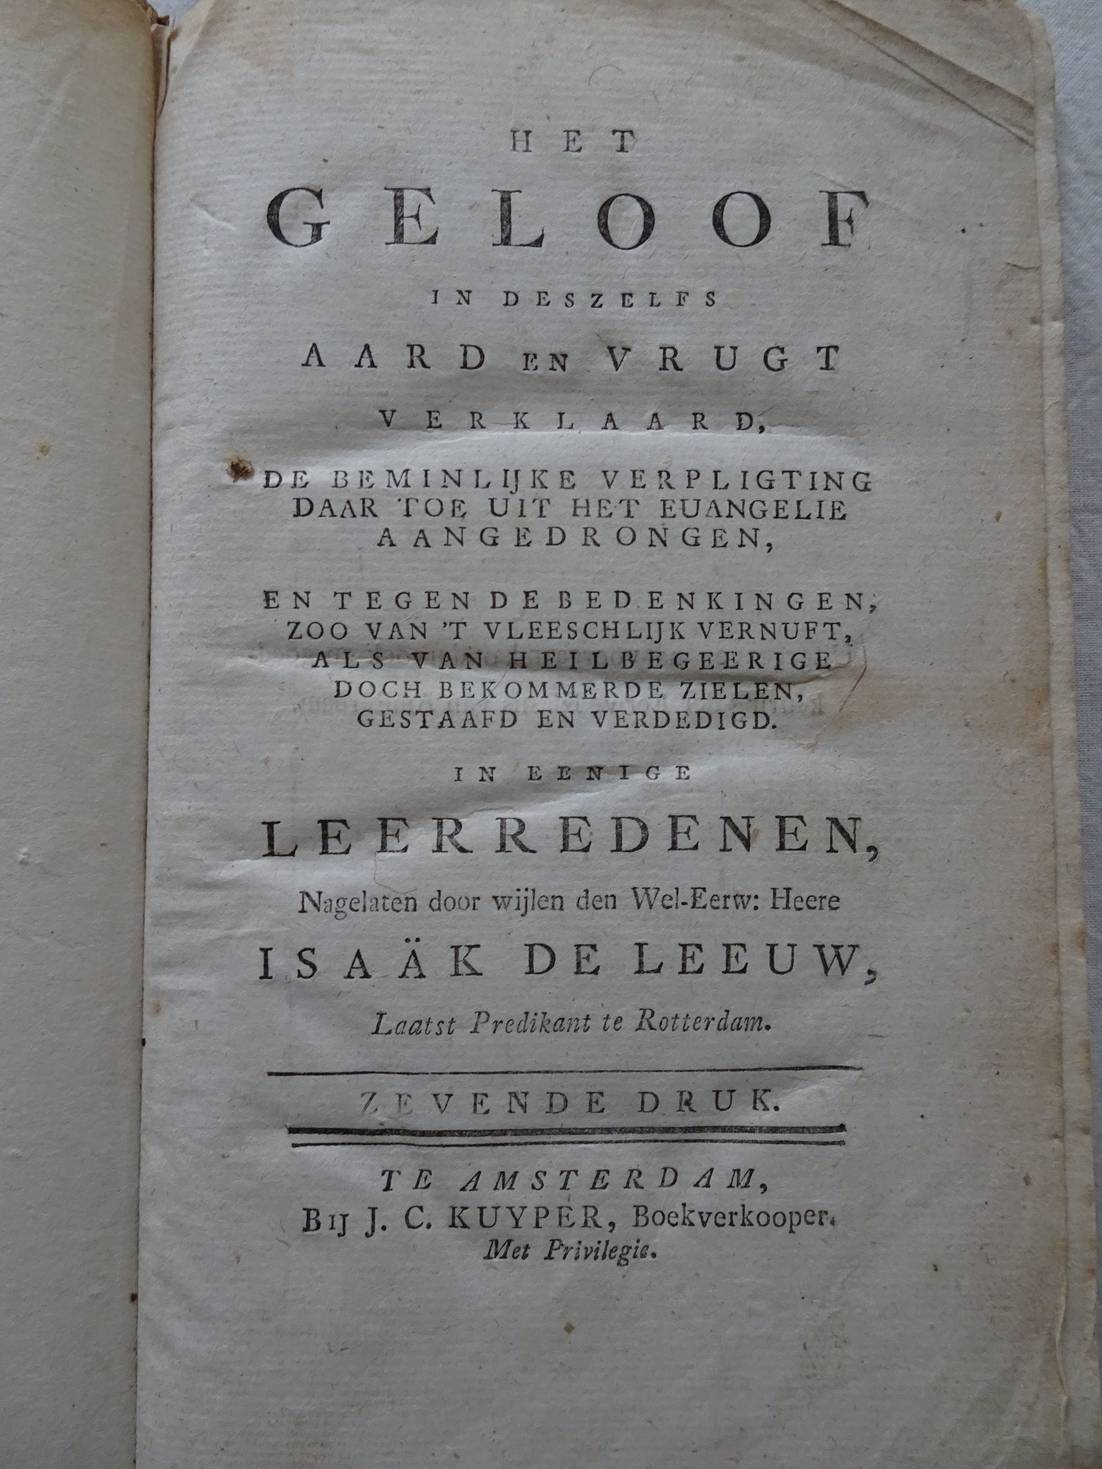 HET
GELOOF
IN DESZELFS
AARD EN VRUGT
VERKLAARD,
DE BEMINLIJKE VERPLIGTING
DAAR TOE UIT HET EUANGELIE
AANGEDRONGEN,
EN TEGEN DE BEDENKINGEN,
ZOO VAN 'T VLEESCHLIJK VERNUFT,
ALS VAN HEILBEGEERIGE
DOCH BEKOMMERDE ZIELEN,
GESTAAFD EN VERDEDIGD.
IN EENIGE
LEERREDENEN,
Nagelaten door wijlen den Wel-Eerw: Heere
ISAÄK DE LEEUW,
Laatst Predikant te Rotterdam.
ZEVENDE DRUK.
TE AMSTERDAM,
BIJ J. C. KUYPER, Boekverkooper.
Met Privilegie.